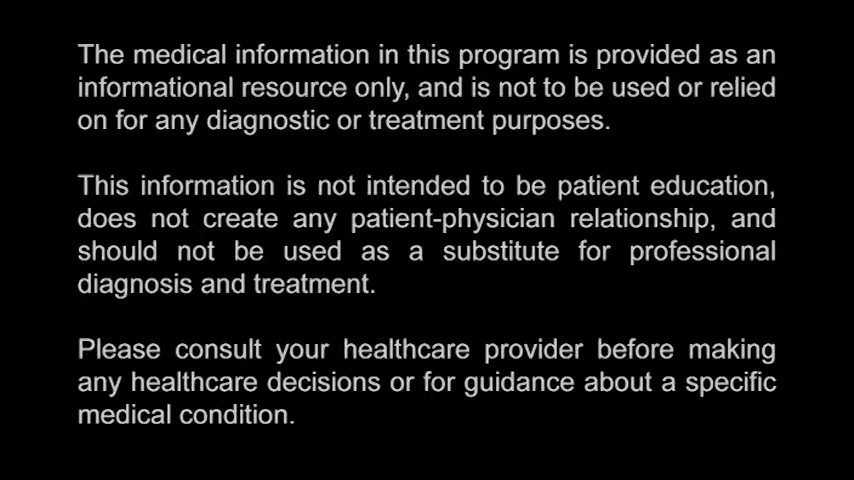 The medical information in this program is provided as an
informational resource only, and is not to be used or relied
on for any diagnostic or treatment purposes.
This information is not intended to be patient education,
does not create any patient-physician relationship, and
should not be used as a substitute for professional
diagnosis and treatment.
Please consult your healthcare provider before making
any healthcare decisions or for guidance about a specific
medical condition.